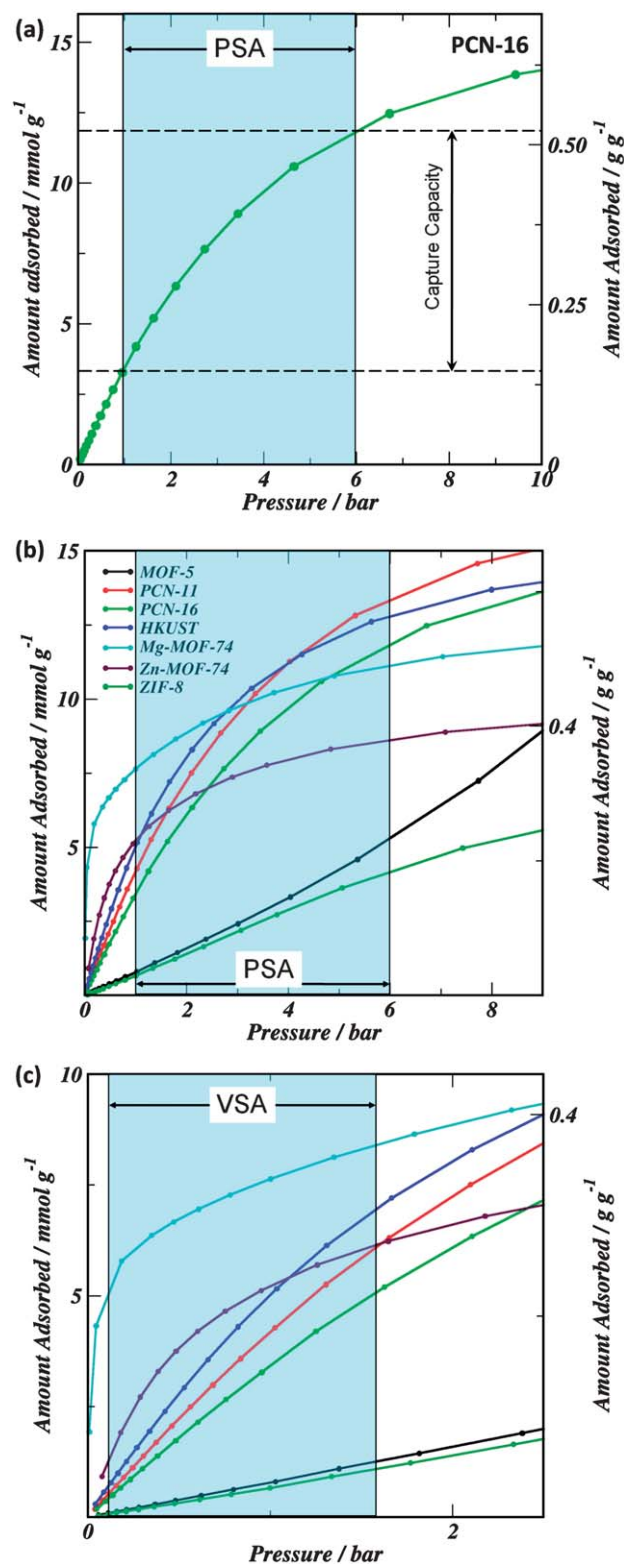 (a)
PSA
PCN-16
15
10
5
0
Amount adsorbed / mmol g⁻¹
Capture Capacity
0.50
0.25
0.00
Amount Adsorbed / g g⁻¹
2
4
6
8
10
Pressure / bar
(b)
15
10
5
Amount Adsorbed / mmol g⁻¹
MOF-5
PCN-11
PCN-16
HKUST
Mg-MOF-74
Zn-MOF-74
ZIF-8
PSA
0.4
Amount Adsorbed / g g⁻¹
0
2
4
6
8
Pressure / bar
(c)
10
5
Amount Adsorbed / mmol g⁻¹
VSA
0.4
Amount Adsorbed / g g⁻¹
0
2
Pressure / bar